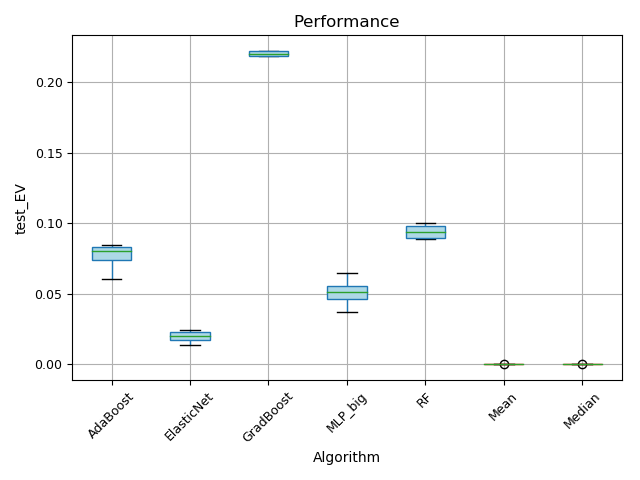 Performance
test_EV
0.20
0.15
0.10
0.05
0.00
AdaBoost
ElasticNet
GradBoost
MLP_big
RF
Mean
Median
Algorithm